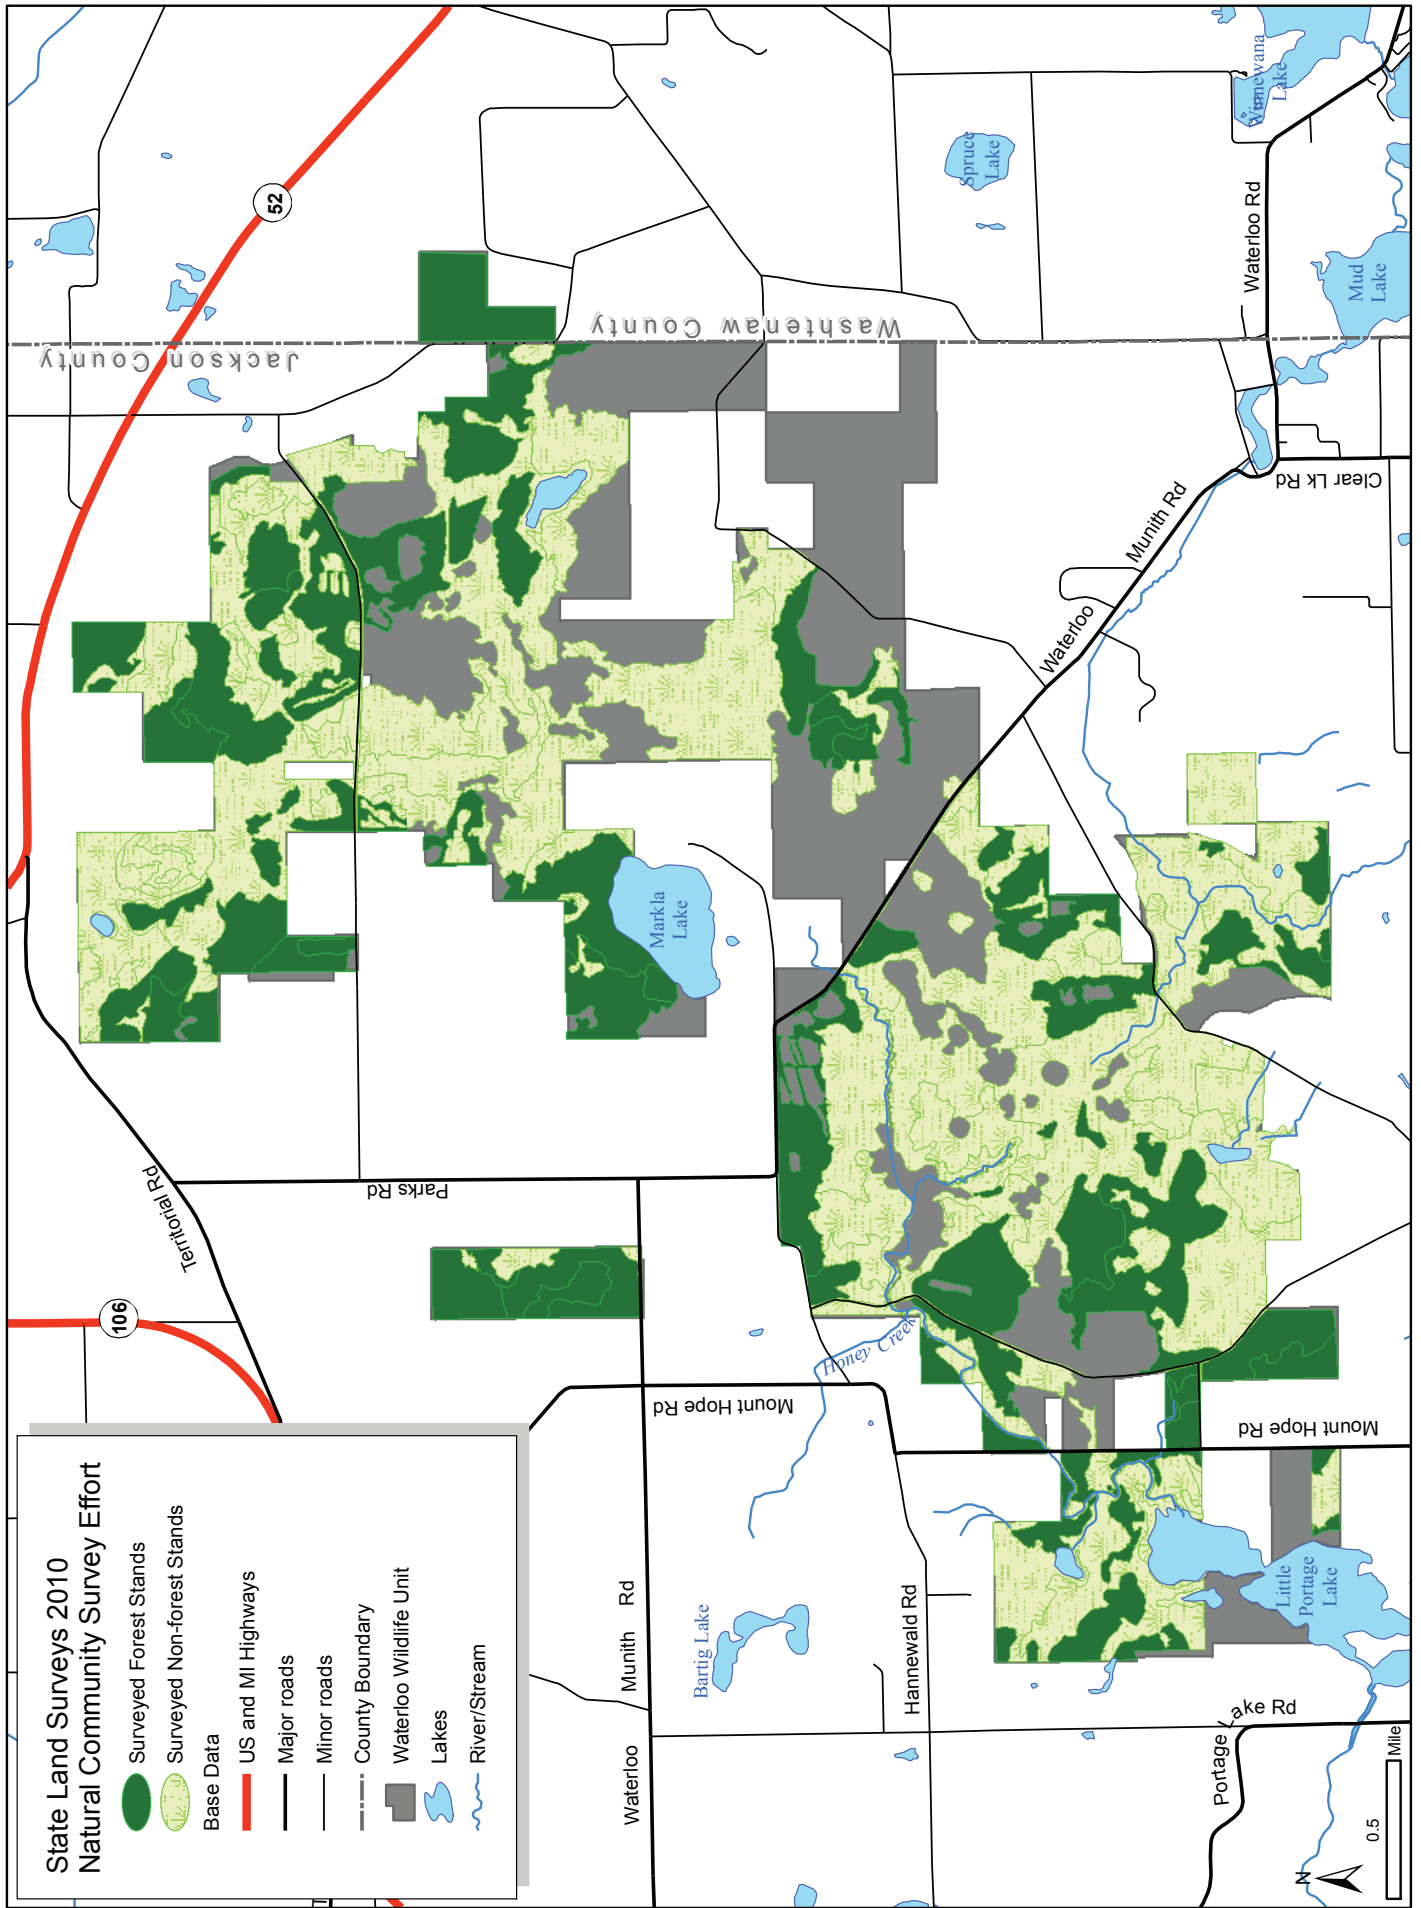 State Land Surveys 2010
Natural Community Survey Effort
Surveyed Forest Stands
Surveyed Non-forest Stands
Base Data
US and MI Highways
Major roads
Minor roads
County Boundary
Waterloo Wildlife Unit
Lakes
River/Stream
106
52
Territorial Rd
Parks Rd
Jackson County
Washtenaw County
Markla
Lake
Spruce
Lake
Winnewana
Lake
Mud
Lake
Waterloo Rd
Clear Lk Rd
Waterloo Munith Rd
Waterloo Munith Rd
Mount Hope Rd
Mount Hope Rd
Honey Creek
Bartig Lake
Hannewald Rd
Little
Portage
Lake
Portage Lake Rd
N
0.5
Mile